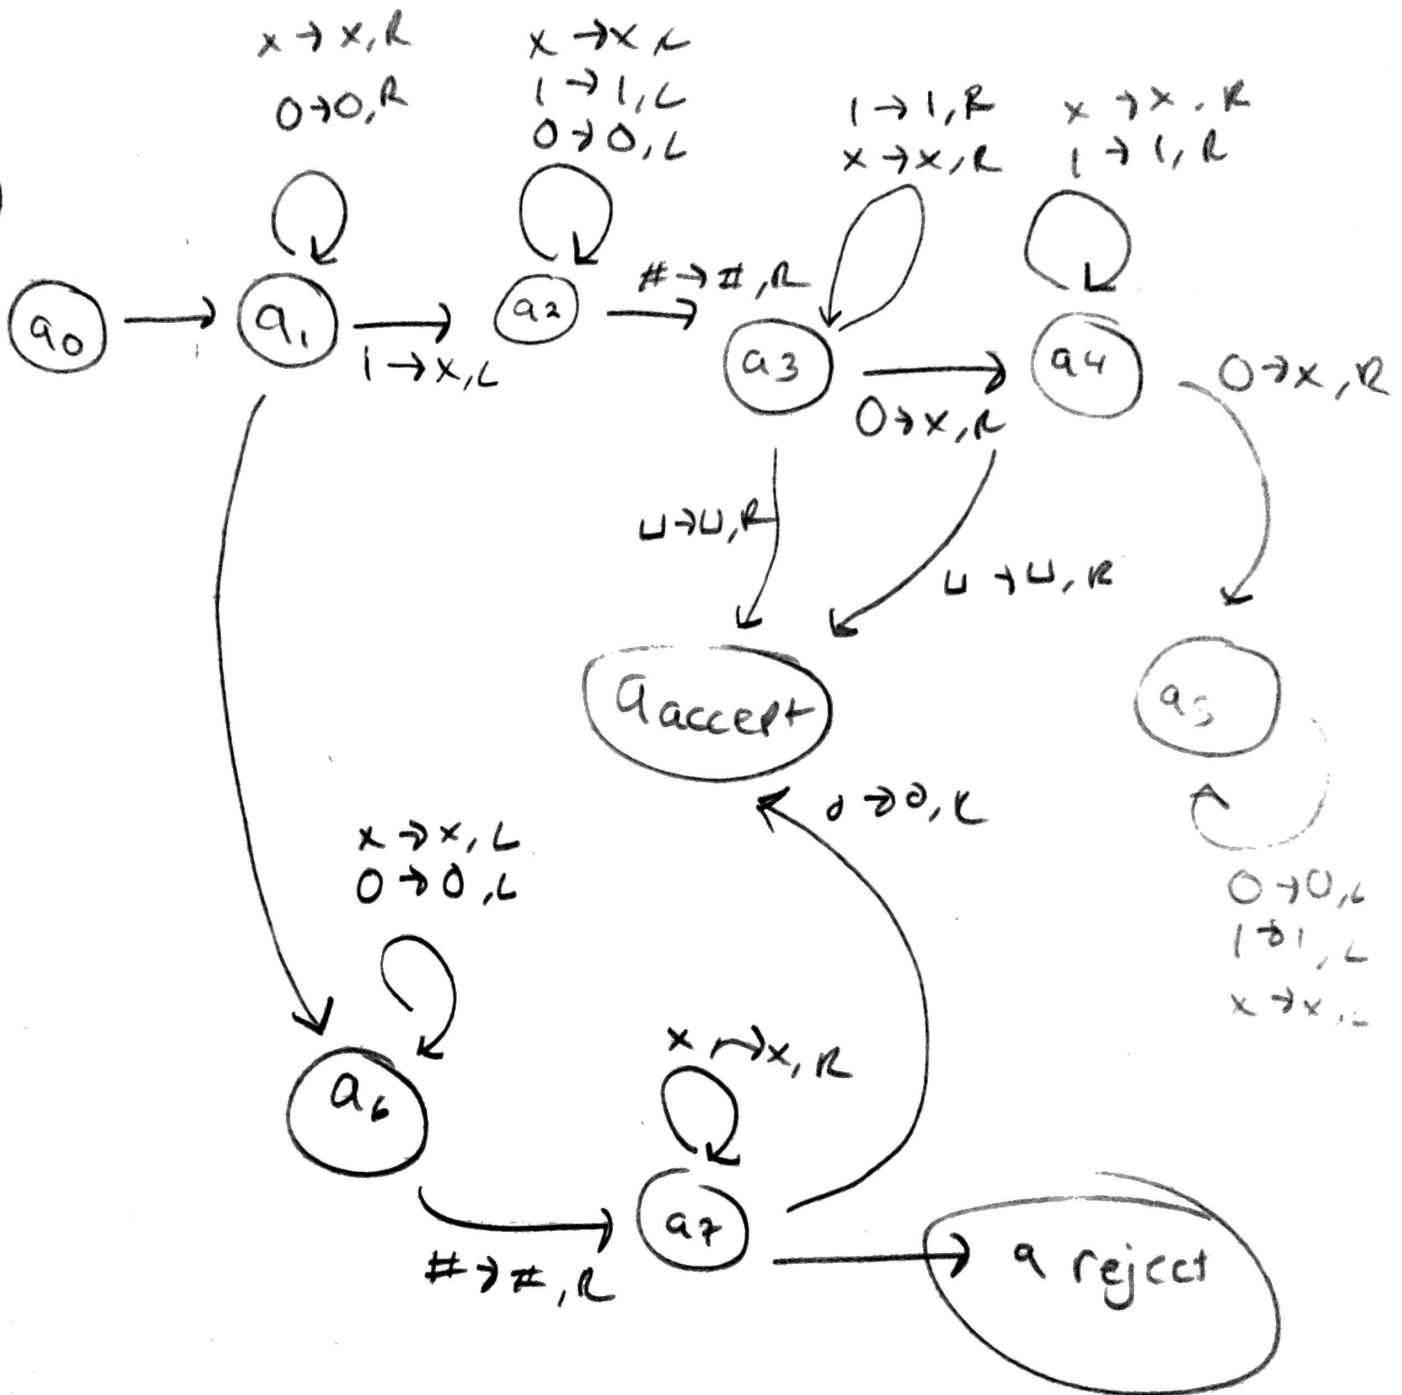 x → x, R
0 → 0, R
x → x, L
1 → 1, L
0 → 0, L
1 → 1, R
x → x, R
x → x, R
1 → 1, R
# → #, R
q0
q1
q2
q3
q4
1 → x, L
0 → x, R
0 → x, R
⊔ → ⊔, R
⊔ → ⊔, R
q accept
q5
0 → 0, L
x → x, L
0 → 0, L
0 → 0, L
1 → 1, L
x → x, L
x → x, R
q6
q7
# → #, R
q reject